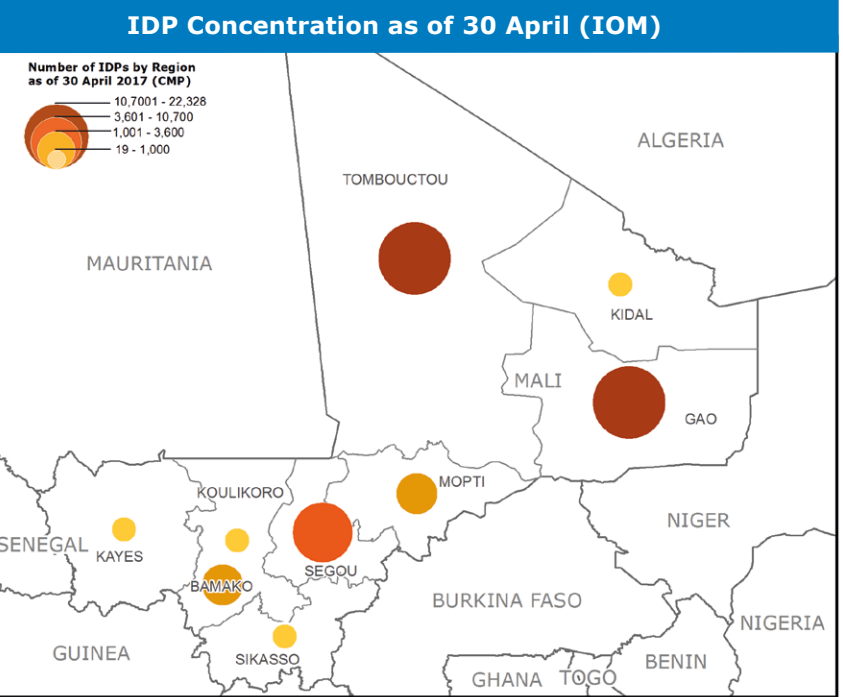 IDP Concentration as of 30 April (IOM)
Number of IDPs by Region
as of 30 April 2017 (CMP)
10,7001 - 22,328
3,601 - 10,700
1,001 - 3,600
19 - 1,000
ALGERIA
TOMBOUCTOU
MAURITANIA
KIDAL
MALI
GAO
MOPTI
KOULIKORO
NIGER
SENEGAL
KAYES
SEGOU
BAMAKO
BURKINA FASO
NIGERIA
GUINEA
SIKASSO
BENIN
GHANA
TOGO